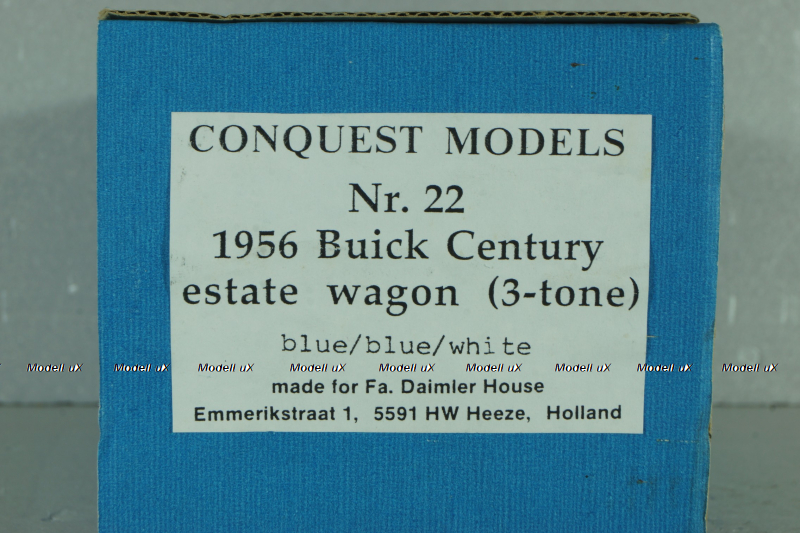 CONQUEST MODELS
Nr. 22
1956 Buick Century
estate wagon (3-tone)
blue/blue/white
Modell uX Modell uX Modell uX Modell uX Modell uX Modell uX Modell uX Modell uX Modell uX
made for Fa. Daimler House
Emmerikstraat 1, 5591 HW Heeze, Holland